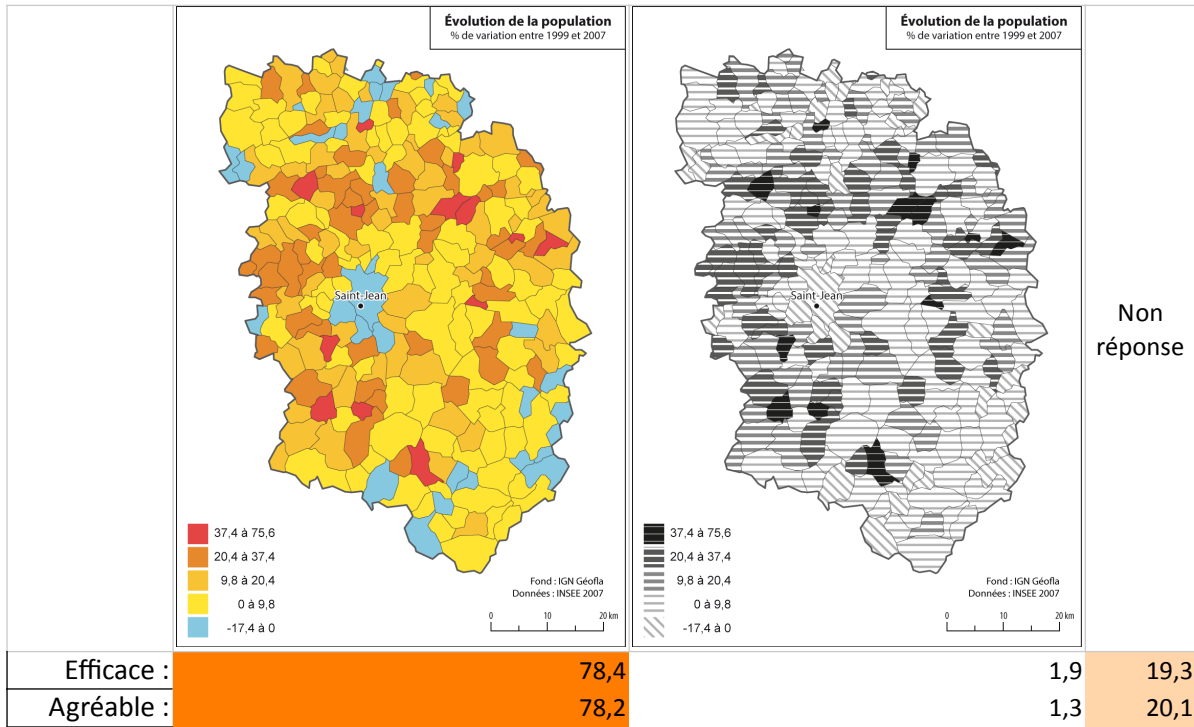 Évolution de la population
% de variation entre 1999 et 2007
Saint-Jean
37,4 à 75,6
20,4 à 37,4
9,8 à 20,4
0 à 9,8
-17,4 à 0
Fond : IGN Géofla
Données : INSEE 2007
0 10 20 km
Évolution de la population
% de variation entre 1999 et 2007
Saint-Jean
37,4 à 75,6
20,4 à 37,4
9,8 à 20,4
0 à 9,8
-17,4 à 0
Fond : IGN Géofla
Données : INSEE 2007
0 10 20 km
Non
réponse
Efficace : 78,4 1,9 19,3
Agréable : 78,2 1,3 20,1